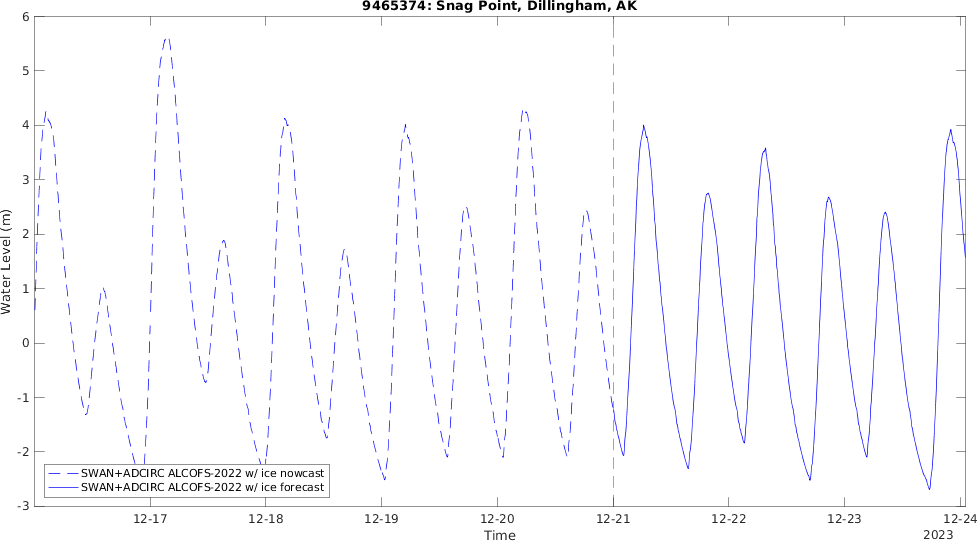 9465374: Snag Point, Dillingham, AK
6
5
4
3
2
1
0
-1
-2
-3
Water Level (m)
SWAN+ADCIRC ALCOFS-2022 w/ ice nowcast
SWAN+ADCIRC ALCOFS-2022 w/ ice forecast
12-17 12-18 12-19 12-20 12-21 12-22 12-23 12-24
Time
2023